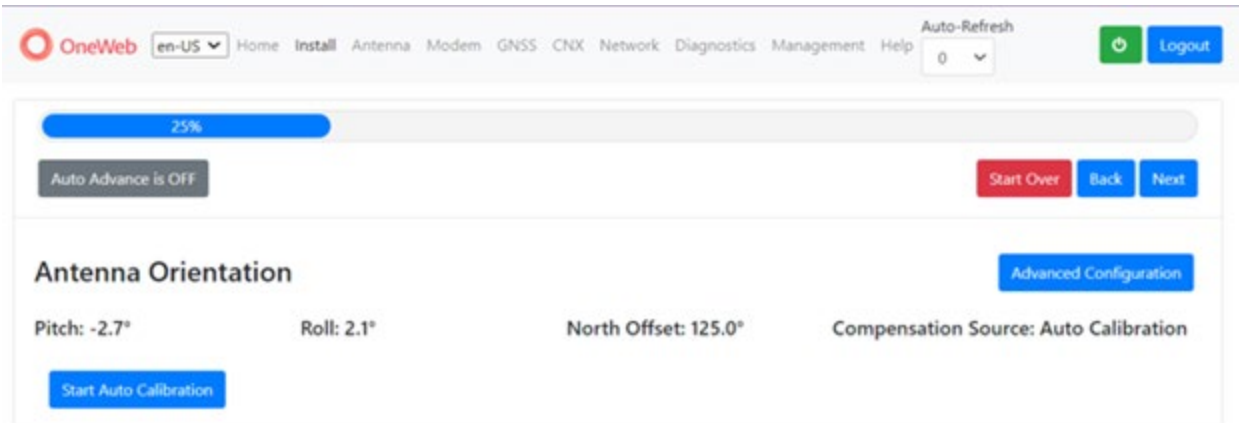 Auto-Refresh
OneWeb en-US Home Install Antenna Modem GNSS CNX Network Diagnostics Management Help 0 Logout
25%
Auto Advance is OFF Start Over Back Next
Antenna Orientation Advanced Configuration
Pitch: -2.7° Roll: 2.1° North Offset: 125.0° Compensation Source: Auto Calibration
Start Auto Calibration